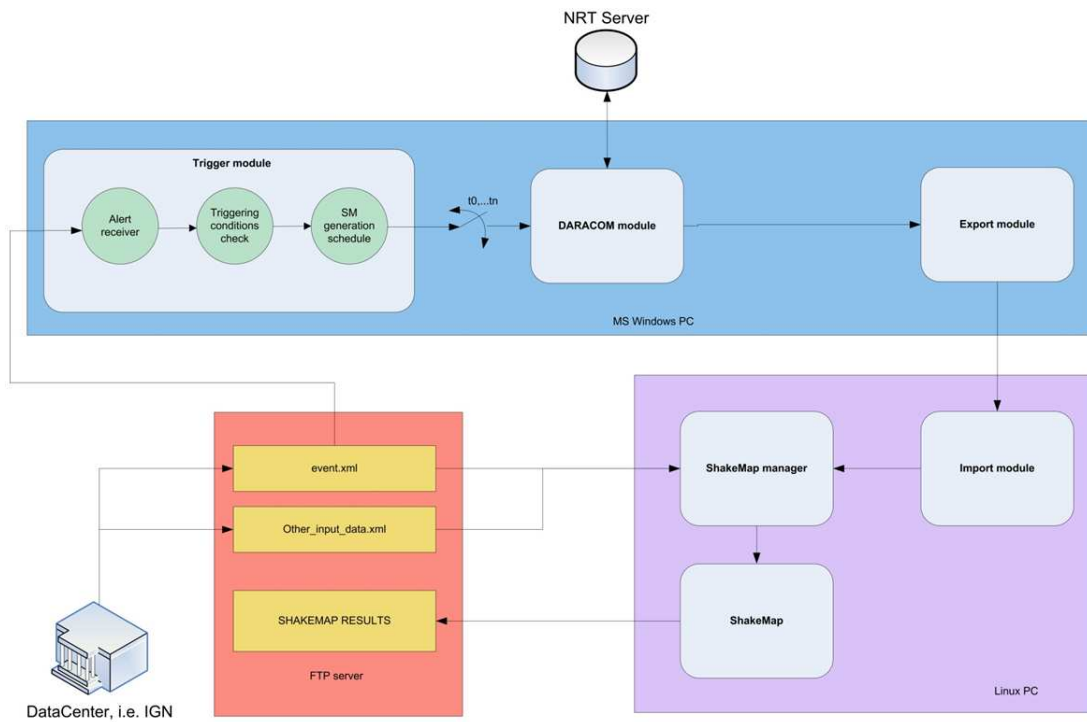 NRT Server
Trigger module
Alert
receiver
Triggering
conditions
check
SM
generation
schedule
t0,...tn
DARACOM module
Export module
MS Windows PC
event.xml
Other_input_data.xml
SHAKEMAP RESULTS
FTP server
ShakeMap manager
Import module
ShakeMap
Linux PC
DataCenter, i.e. IGN